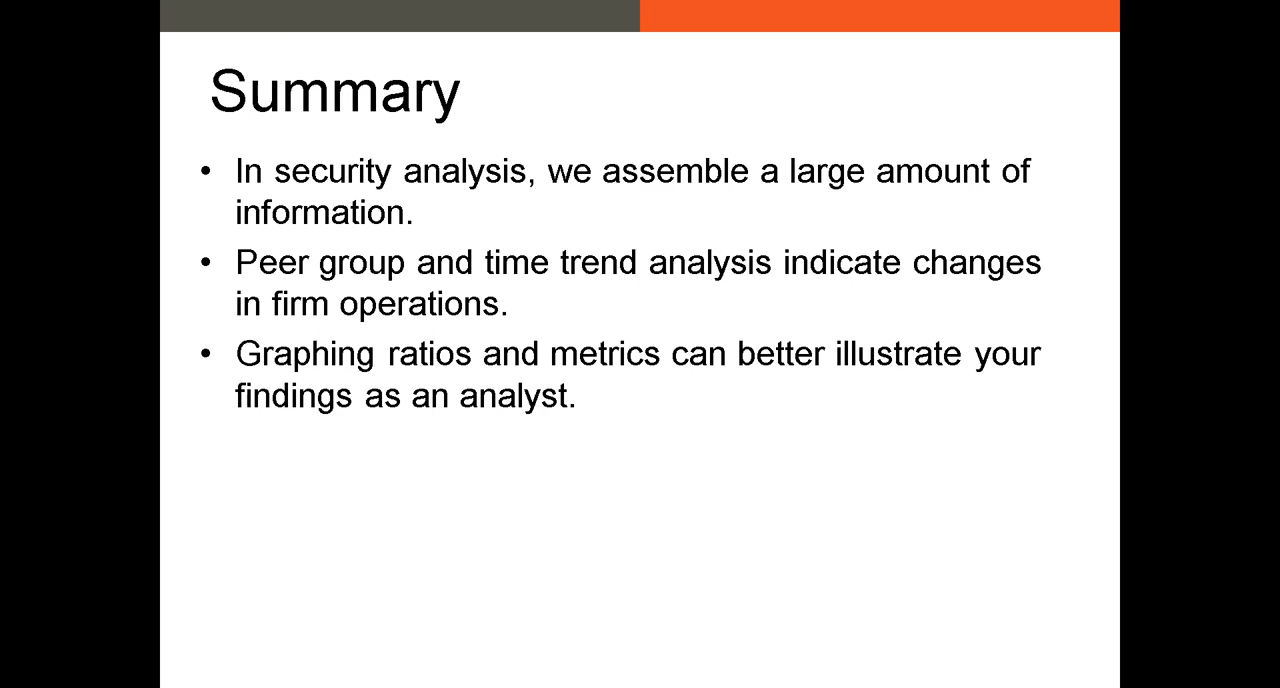 Summary
• In security analysis, we assemble a large amount of
information.
• Peer group and time trend analysis indicate changes
in firm operations.
• Graphing ratios and metrics can better illustrate your
findings as an analyst.